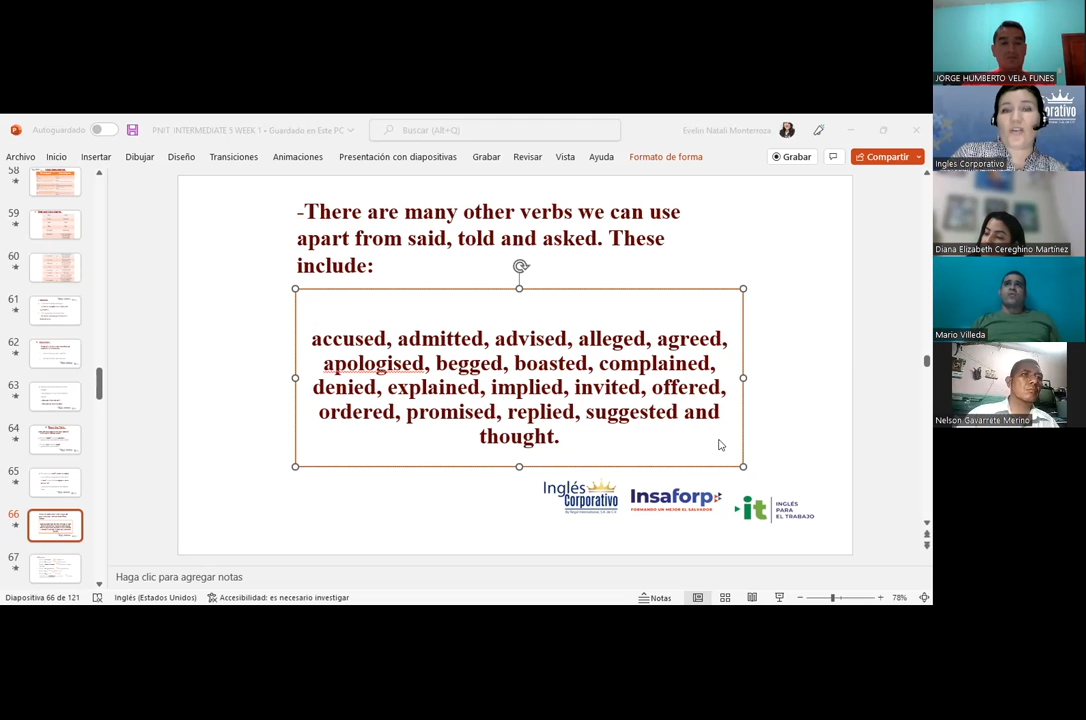 Autoguardado
PNIT INTERMEDIATE 5 WEEK 1 • Guardado en Este PC
Buscar (Alt+Q)
Evelin Natali Monterroza
Archivo Inicio Insertar Dibujar Diseño Transiciones Animaciones Presentación con diapositivas Grabar Revisar Vista Ayuda Formato de forma
Grabar
Compartir
58
59
60
61
62
63
64
65
66
67
-There are many other verbs we can use
apart from said, told and asked. These
include:
accused, admitted, advised, alleged, agreed,
apologised, begged, boasted, complained,
denied, explained, implied, invited, offered,
ordered, promised, replied, suggested and
thought.
Inglés
Corporativo
Insaforp
FORMANDO UN MEJOR EL SALVADOR
it
INGLÉS
PARA
EL TRABAJO
Haga clic para agregar notas
Diapositiva 66 de 121
Inglés (Estados Unidos)
Accesibilidad: es necesario investigar
Notas
78%
JORGE HUMBERTO VELA FUNES
Ingles Corporativo
Diana Elizabeth Cereghino Martínez
Mario Villeda
Nelson Gavarrete Merino